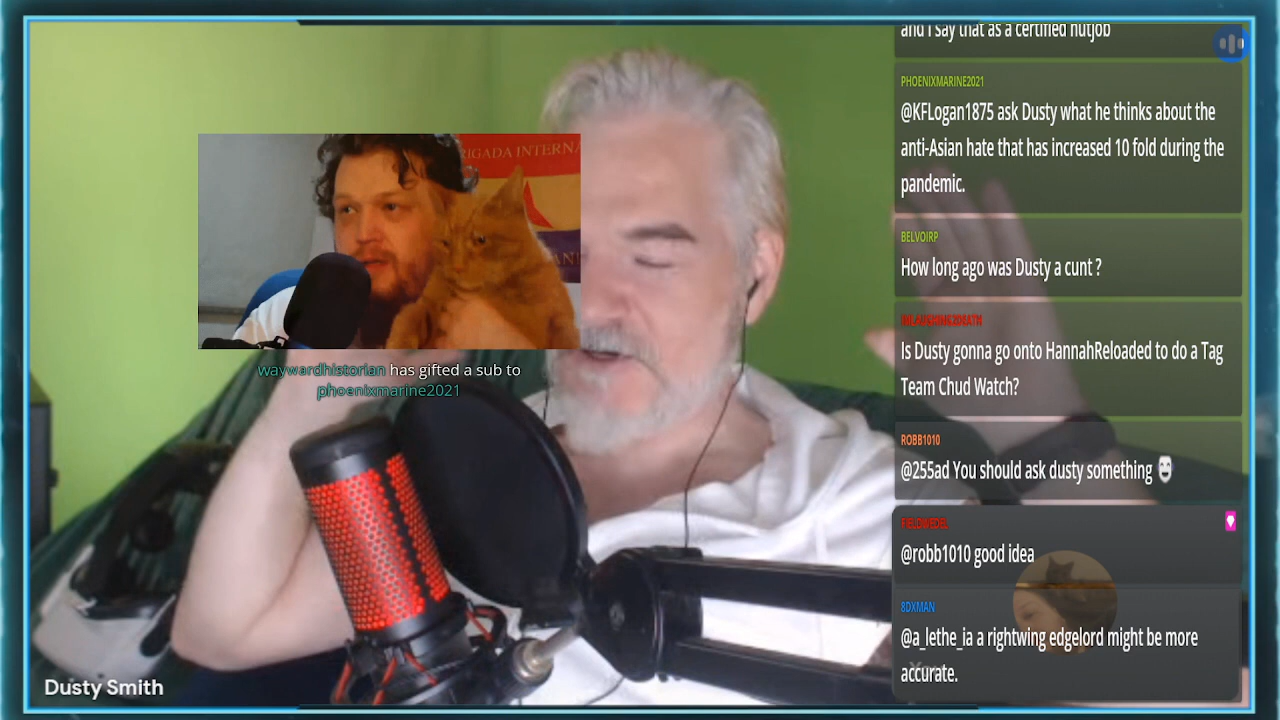 and I say that as a certified nutjob
PHOENIXMARINE2021
@KFLogan1875 ask Dusty what he thinks about the
anti-Asian hate that has increased 10 fold during the
pandemic.
BELVOIRP
How long ago was Dusty a cunt ?
Is Dusty gonna go onto HannahReloaded to do a Tag
Team Chud Watch?
ROBB1010
@255ad You should ask dusty something
FIELDMEDEL
@robb1010 good idea
8DXMAN
@a_lethe_ia a rightwing edgelord might be more
accurate.
RIGADA INTERNA
waywardhistorian has gifted a sub to
phoenixmarine2021
Dusty Smith